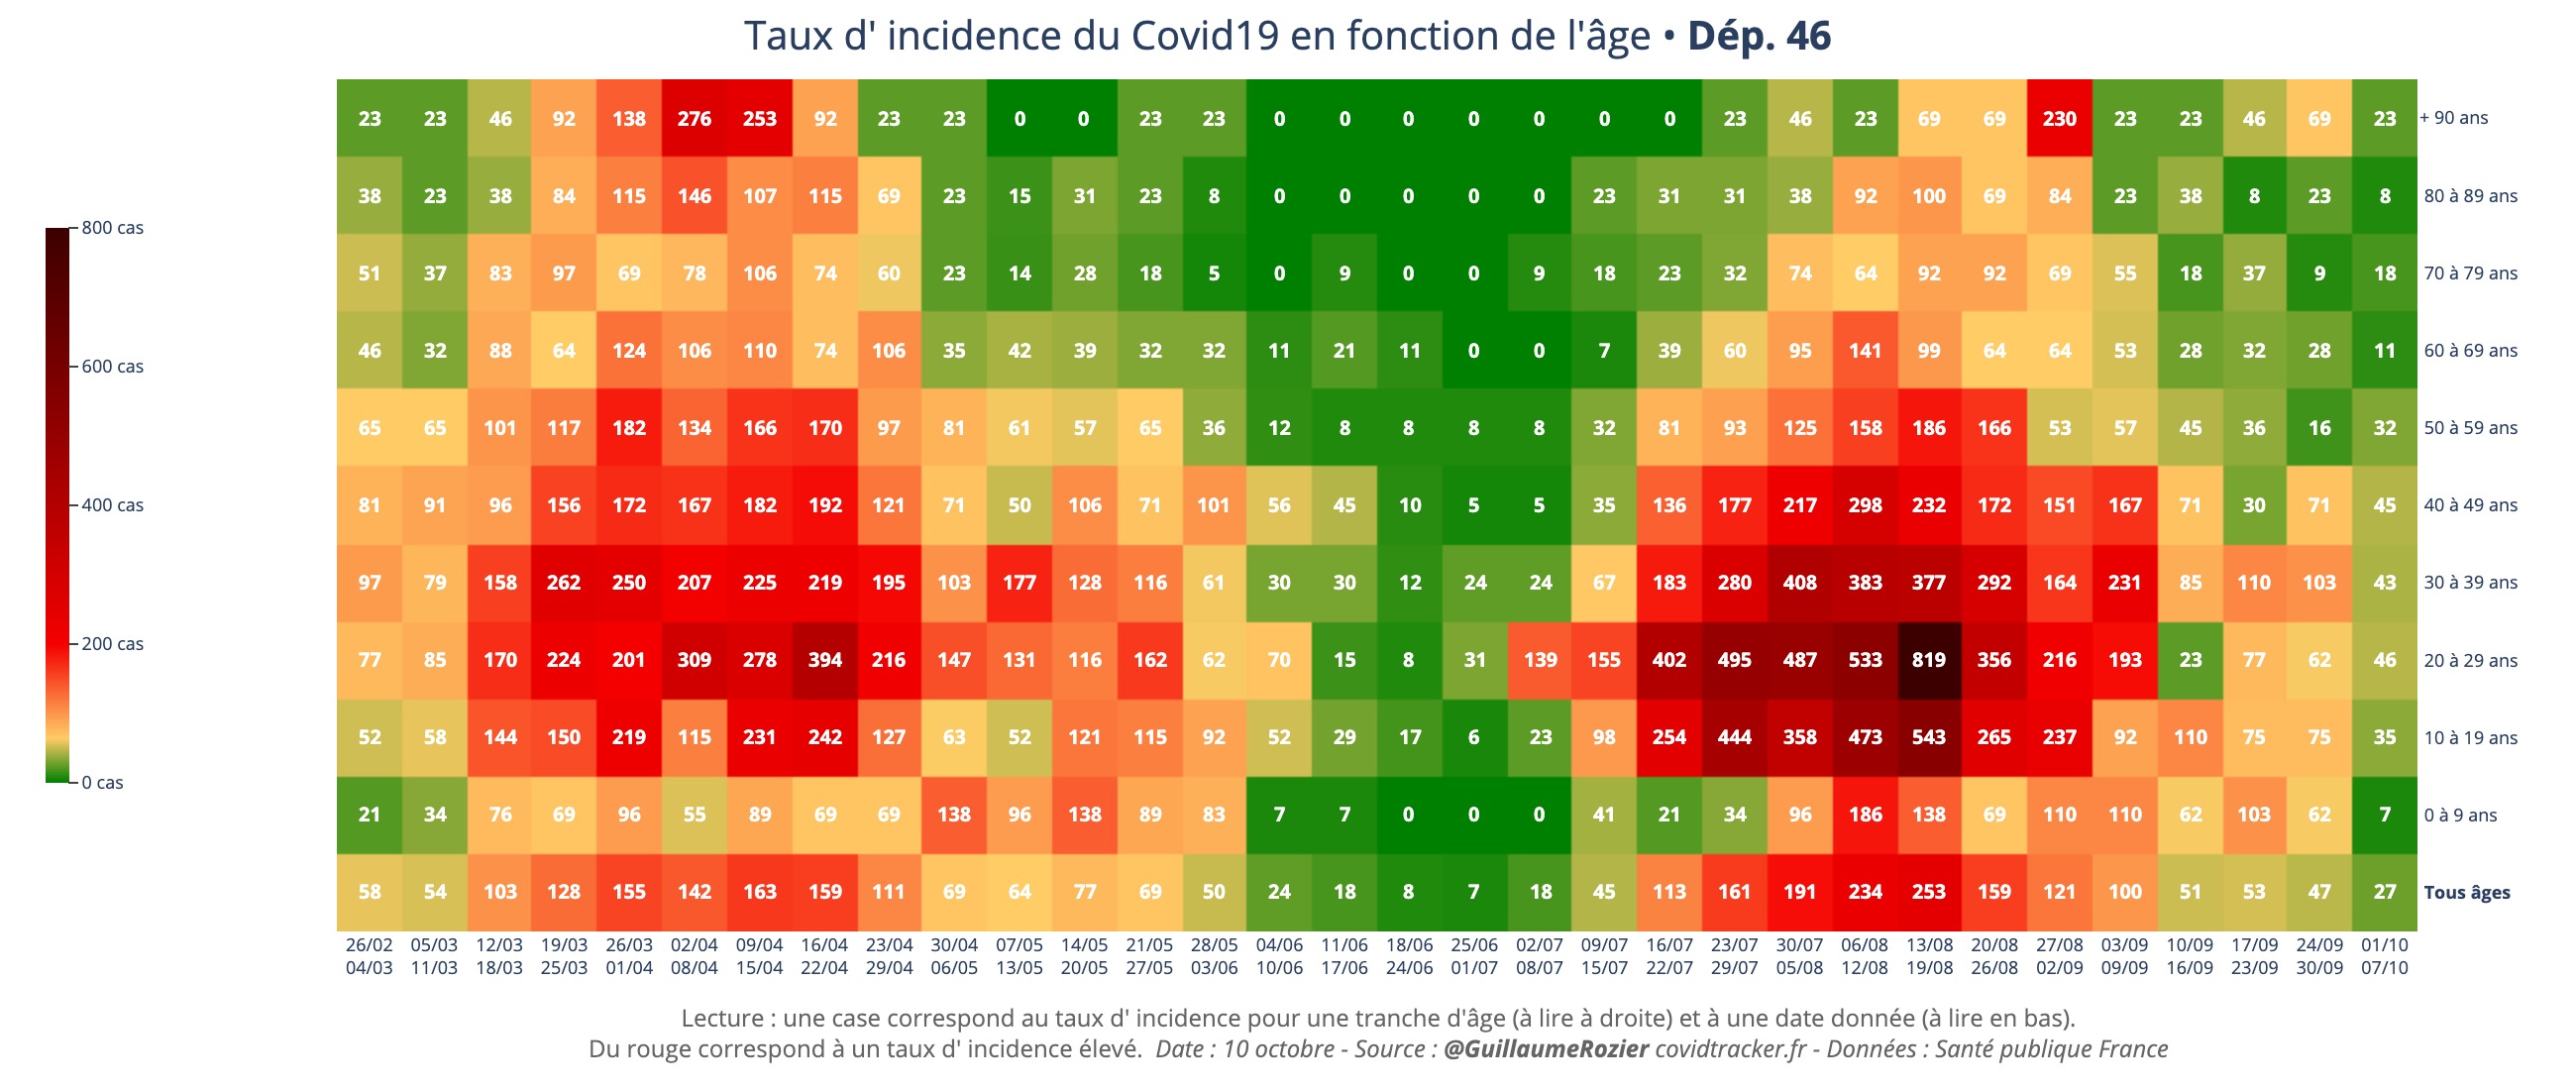 Taux d' incidence du Covid19 en fonction de l'âge • Dép. 46
23 23 46 92 138 276 253 92 23 23 0 0 23 23 0 0 0 0 0 0 0 23 46 23 69 69 230 23 23 46 69 23 + 90 ans
38 23 38 84 115 146 107 115 69 23 15 31 23 8 0 0 0 0 0 23 31 31 38 92 100 69 84 23 38 8 23 8 80 à 89 ans
800 cas
51 37 83 97 69 78 106 74 60 23 14 28 18 5 0 9 0 0 9 18 23 32 74 64 92 92 69 55 18 37 9 18 70 à 79 ans
46 32 88 64 124 106 110 74 106 35 42 39 32 32 11 21 11 0 0 7 39 60 95 141 99 64 64 53 28 32 28 11 60 à 69 ans
600 cas
65 65 101 117 182 134 166 170 97 81 61 57 65 36 12 8 8 8 8 32 81 93 125 158 186 166 53 57 45 36 16 32 50 à 59 ans
400 cas
81 91 96 156 172 167 182 192 121 71 50 106 71 101 56 45 10 5 5 35 136 177 217 298 232 172 151 167 71 30 71 45 40 à 49 ans
97 79 158 262 250 207 225 219 195 103 177 128 116 61 30 30 12 24 24 67 183 280 408 383 377 292 164 231 85 110 103 43 30 à 39 ans
200 cas
77 85 170 224 201 309 278 394 216 147 131 116 162 62 70 15 8 31 139 155 402 495 487 533 819 356 216 193 23 77 62 46 20 à 29 ans
52 58 144 150 219 115 231 242 127 63 52 121 115 92 52 29 17 6 23 98 254 444 358 473 543 265 237 92 110 75 75 35 10 à 19 ans
0 cas
21 34 76 69 96 55 89 69 69 138 96 138 89 83 7 7 0 0 0 41 21 34 96 186 138 69 110 110 62 103 62 7 0 à 9 ans
58 54 103 128 155 142 163 159 111 69 64 77 69 50 24 18 8 7 18 45 113 161 191 234 253 159 121 100 51 53 47 27 Tous âges
26/02 05/03 12/03 19/03 26/03 02/04 09/04 16/04 23/04 30/04 07/05 14/05 21/05 28/05 04/06 11/06 18/06 25/06 02/07 09/07 16/07 23/07 30/07 06/08 13/08 20/08 27/08 03/09 10/09 17/09 24/09 01/10
04/03 11/03 18/03 25/03 01/04 08/04 15/04 22/04 29/04 06/05 13/05 20/05 27/05 03/06 10/06 17/06 24/06 01/07 08/07 15/07 22/07 29/07 05/08 12/08 19/08 26/08 02/09 09/09 16/09 23/09 30/09 07/10
Lecture : une case correspond au taux d' incidence pour une tranche d'âge (à lire à droite) et à une date donnée (à lire en bas).
Du rouge correspond à un taux d' incidence élevé. Date : 10 octobre - Source : @GuillaumeRozier covidtracker.fr - Données : Santé publique France